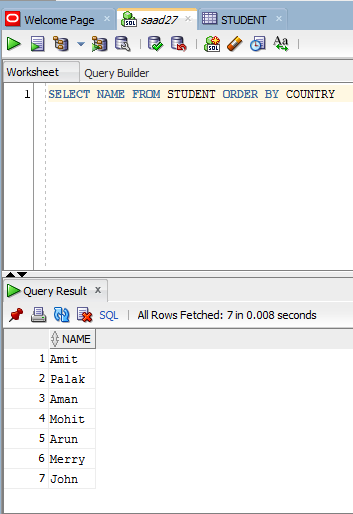 Welcome Page saad27 STUDENT
SQL
Worksheet Query Builder
1 SELECT NAME FROM STUDENT ORDER BY COUNTRY
Query Result
SQL | All Rows Fetched: 7 in 0.008 seconds
NAME
1 Amit
2 Palak
3 Aman
4 Mohit
5 Arun
6 Merry
7 John